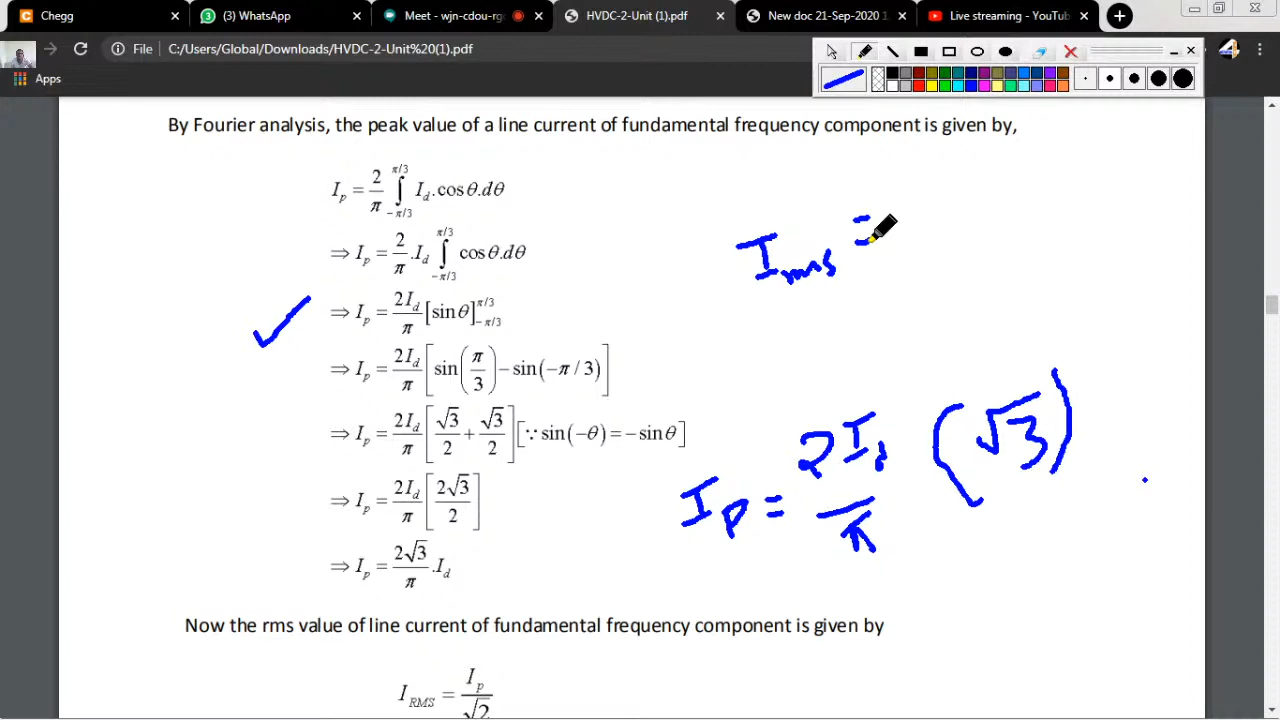 Chegg
(3) WhatsApp
Meet - wjn-cdou-rg
HVDC-2-Unit (1).pdf
New doc 21-Sep-2020 1
Live streaming - YouTu
File C:/Users/Global/Downloads/HVDC-2-Unit%20(1).pdf
Apps
By Fourier analysis, the peak value of a line current of fundamental frequency component is given by,
I_p = 2/π ∫_{-π/3}^{π/3} I_d.cosθ.dθ
⇒ I_p = 2/π .I_d ∫_{-π/3}^{π/3} cosθ.dθ
⇒ I_p = 2I_d/π [sinθ]_{-π/3}^{π/3}
⇒ I_p = 2I_d/π [sin(π/3) − sin(−π / 3)]
⇒ I_p = 2I_d/π [√3/2 + √3/2] [∵ sin(−θ) = −sinθ]
⇒ I_p = 2I_d/π [2√3/2]
⇒ I_p = 2√3/π .I_d
I_rms =
I_p = 2I_d/π (√3)
Now the rms value of line current of fundamental frequency component is given by
I_RMS = I_p/√2